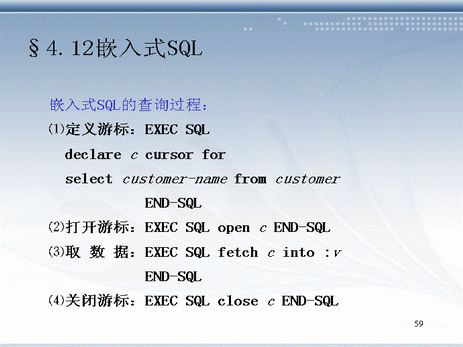 §4.12嵌入式SQL
嵌入式SQL的查询过程：
⑴定义游标：EXEC SQL
declare c cursor for
select customer-name from customer
END-SQL
⑵打开游标：EXEC SQL open c END-SQL
⑶取 数 据：EXEC SQL fetch c into :v
END-SQL
⑷关闭游标：EXEC SQL close c END-SQL
59